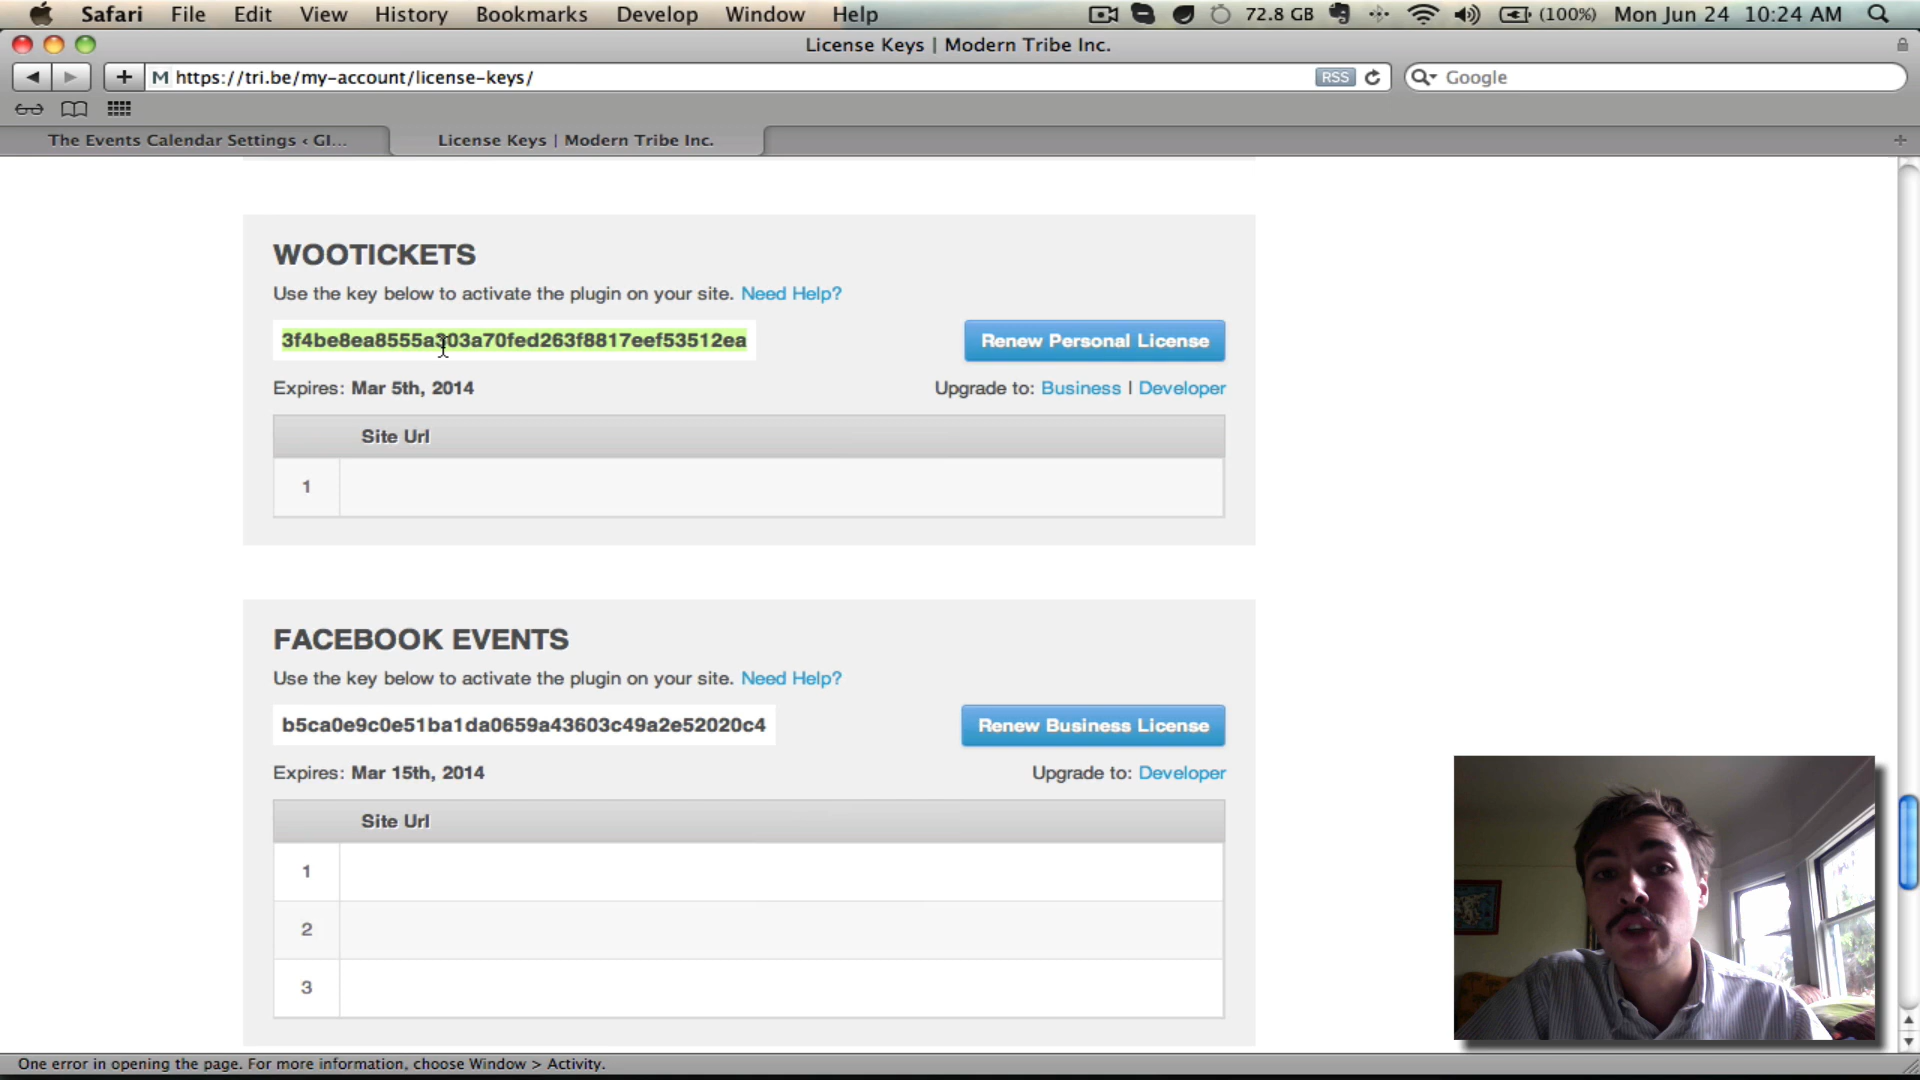 Safari File Edit View History Bookmarks Develop Window Help 72.8 GB (100%) Mon Jun 24 10:24 AM
License Keys | Modern Tribe Inc.
https://tri.be/my-account/license-keys/ RSS Google
The Events Calendar Settings ‹ Gl... License Keys | Modern Tribe Inc.
WOOTICKETS
Use the key below to activate the plugin on your site. Need Help?
3f4be8ea8555a303a70fed263f8817eef53512ea Renew Personal License
Expires: Mar 5th, 2014 Upgrade to: Business | Developer
Site Url
1
FACEBOOK EVENTS
Use the key below to activate the plugin on your site. Need Help?
b5ca0e9c0e51ba1da0659a43603c49a2e52020c4 Renew Business License
Expires: Mar 15th, 2014 Upgrade to: Developer
Site Url
1
2
3
One error in opening the page. For more information, choose Window > Activity.